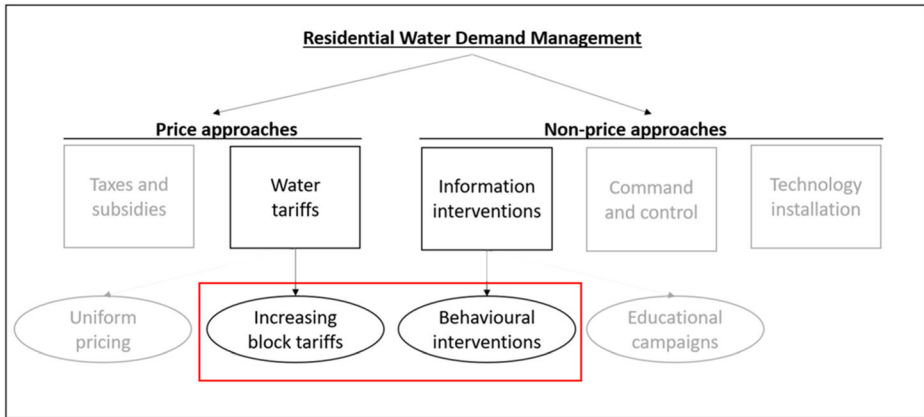 Residential Water Demand Management
Price approaches
Non-price approaches
Taxes and
subsidies
Water
tariffs
Information
interventions
Command
and control
Technology
installation
Uniform
pricing
Increasing
block tariffs
Behavioural
interventions
Educational
campaigns